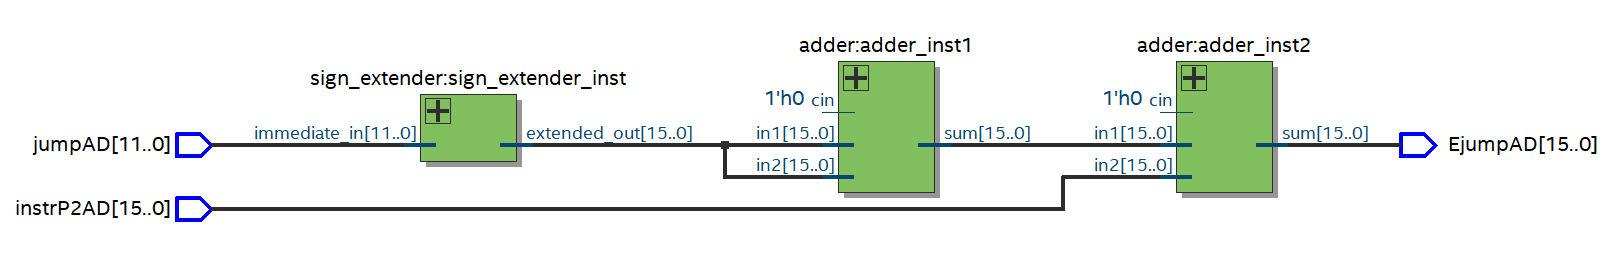 adder:adder_inst1
adder:adder_inst2
sign_extender:sign_extender_inst
1'h0 cin
1'h0 cin
jumpAD[11..0]
immediate_in[11..0]
extended_out[15..0]
in1[15..0]
sum[15..0]
in1[15..0]
sum[15..0]
EjumpAD[15..0]
in2[15..0]
in2[15..0]
instrP2AD[15..0]